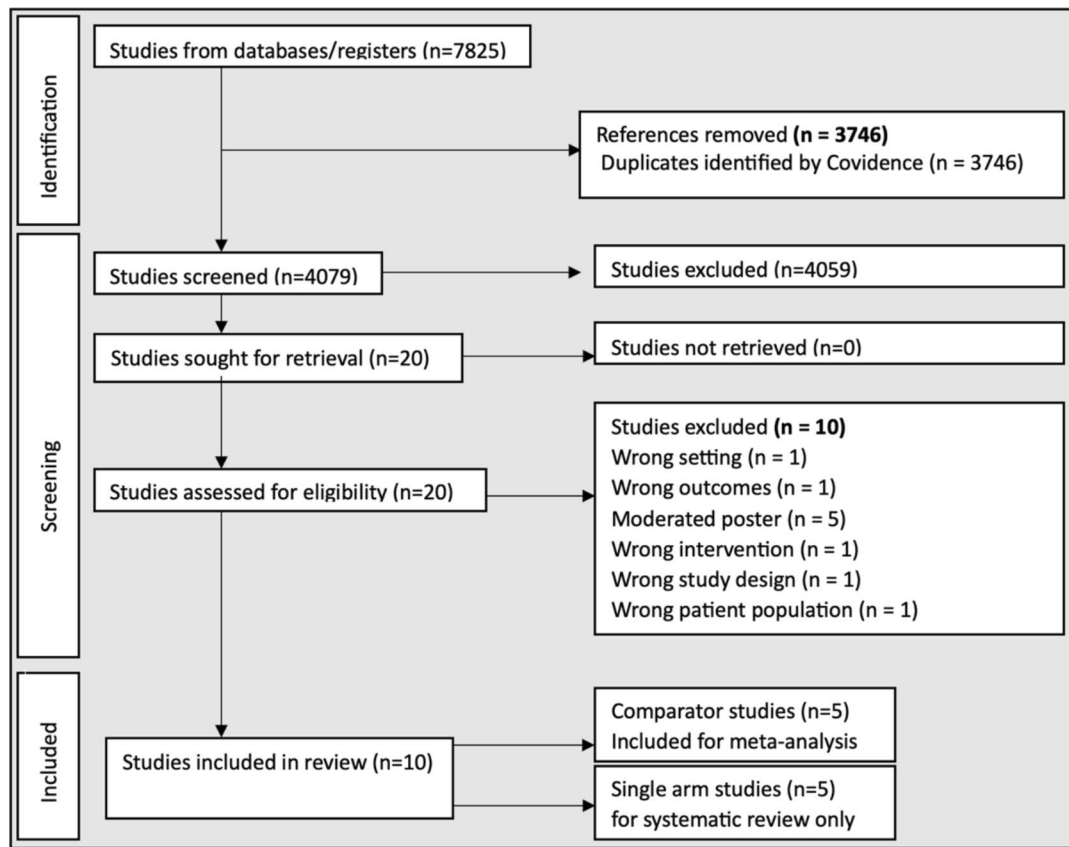 Identification
Studies from databases/registers (n=7825)
References removed (n = 3746)
Duplicates identified by Covidence (n = 3746)
Screening
Studies screened (n=4079)
Studies excluded (n=4059)
Studies sought for retrieval (n=20)
Studies not retrieved (n=0)
Studies assessed for eligibility (n=20)
Studies excluded (n = 10)
Wrong setting (n = 1)
Wrong outcomes (n = 1)
Moderated poster (n = 5)
Wrong intervention (n = 1)
Wrong study design (n = 1)
Wrong patient population (n = 1)
Included
Studies included in review (n=10)
Comparator studies (n=5)
Included for meta-analysis
Single arm studies (n=5)
for systematic review only